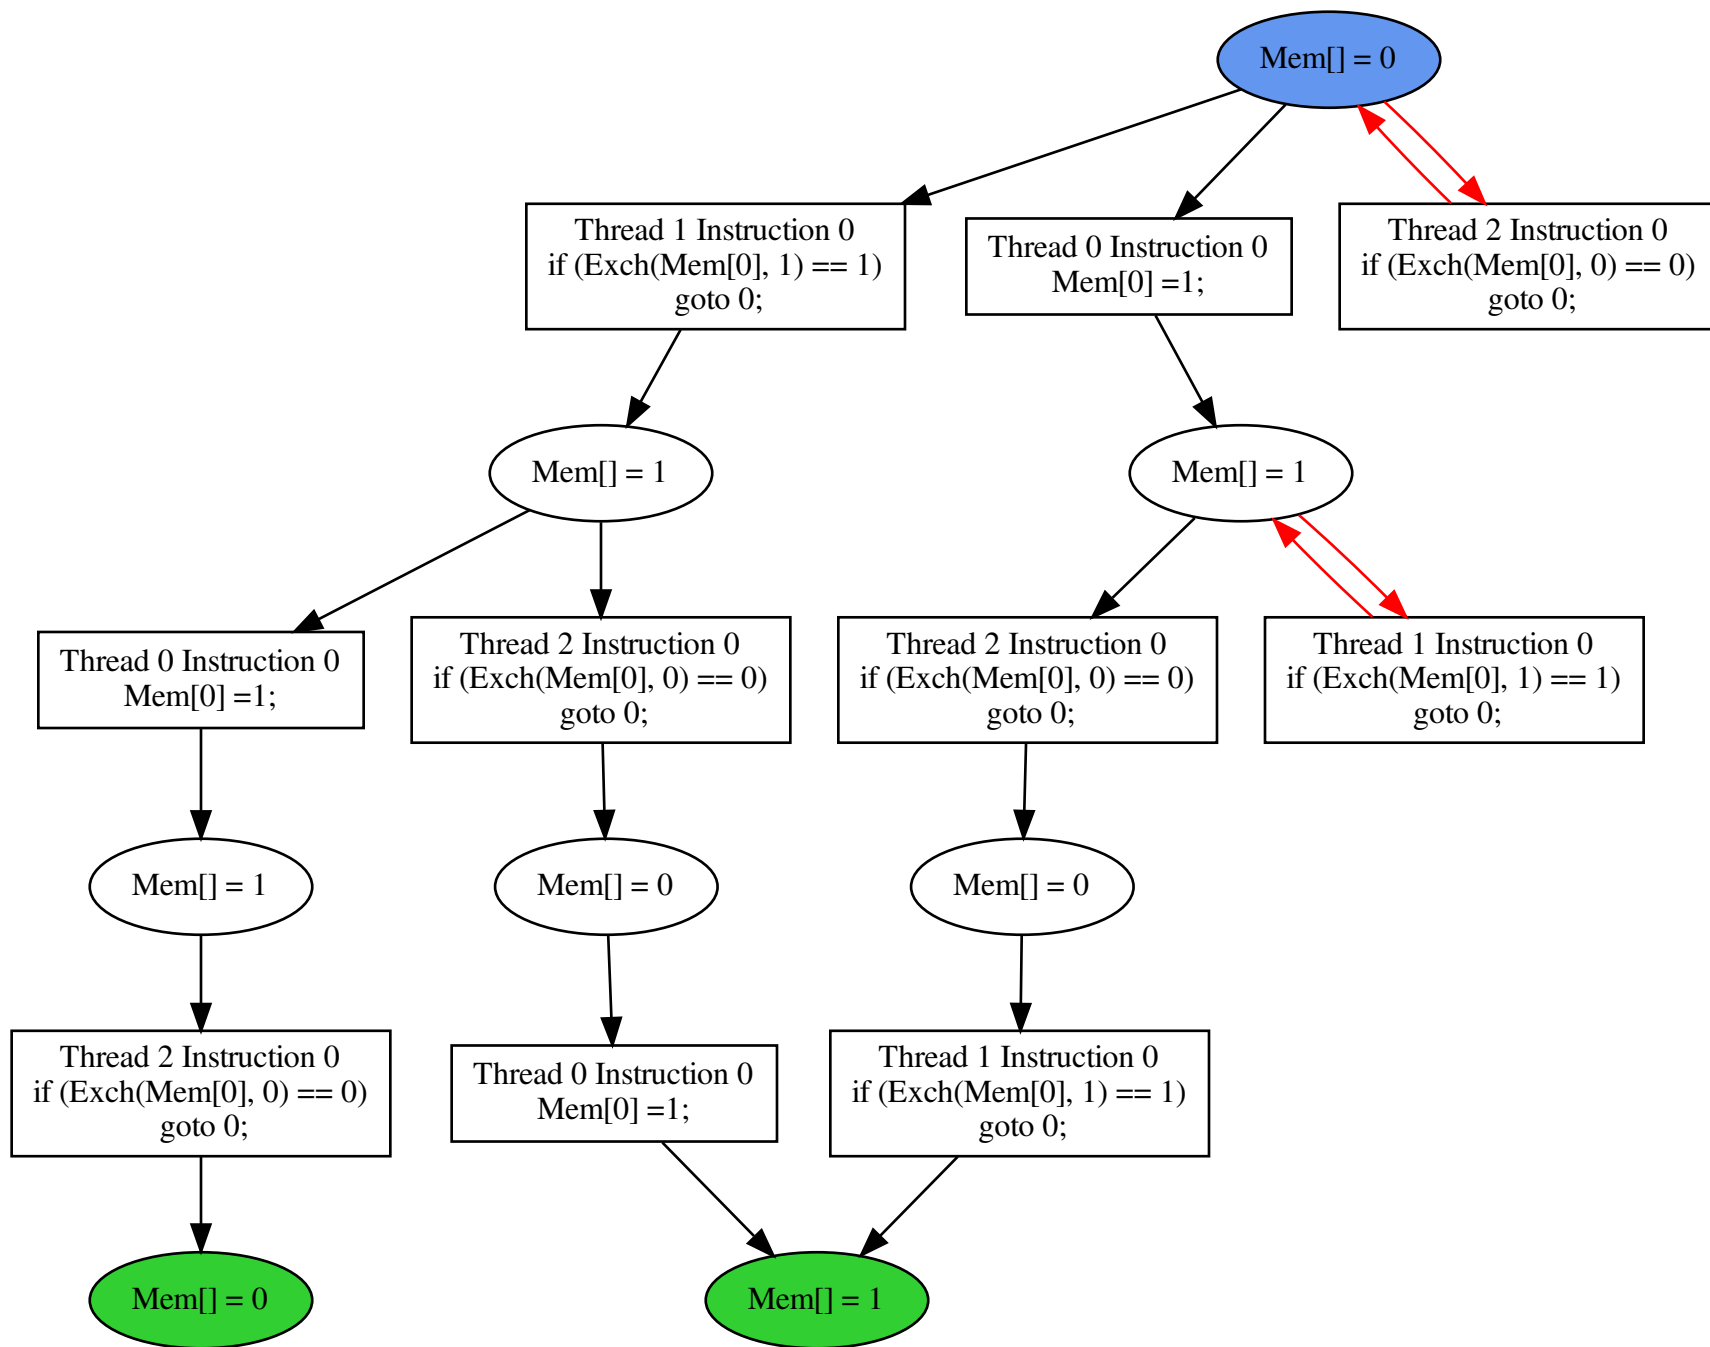 Mem[] = 0
Thread 1 Instruction 0
if (Exch(Mem[0], 1) == 1)
goto 0;
Thread 0 Instruction 0
Mem[0] =1;
Thread 2 Instruction 0
if (Exch(Mem[0], 0) == 0)
goto 0;
Mem[] = 1
Mem[] = 1
Thread 0 Instruction 0
Mem[0] =1;
Thread 2 Instruction 0
if (Exch(Mem[0], 0) == 0)
goto 0;
Thread 2 Instruction 0
if (Exch(Mem[0], 0) == 0)
goto 0;
Thread 1 Instruction 0
if (Exch(Mem[0], 1) == 1)
goto 0;
Mem[] = 1
Mem[] = 0
Mem[] = 0
Thread 2 Instruction 0
if (Exch(Mem[0], 0) == 0)
goto 0;
Thread 0 Instruction 0
Mem[0] =1;
Thread 1 Instruction 0
if (Exch(Mem[0], 1) == 1)
goto 0;
Mem[] = 0
Mem[] = 1